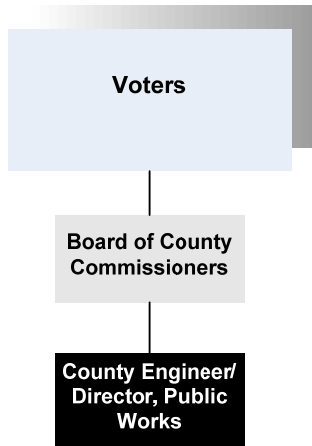 Voters
Board of County
Commissioners
County Engineer/
Director, Public
Works